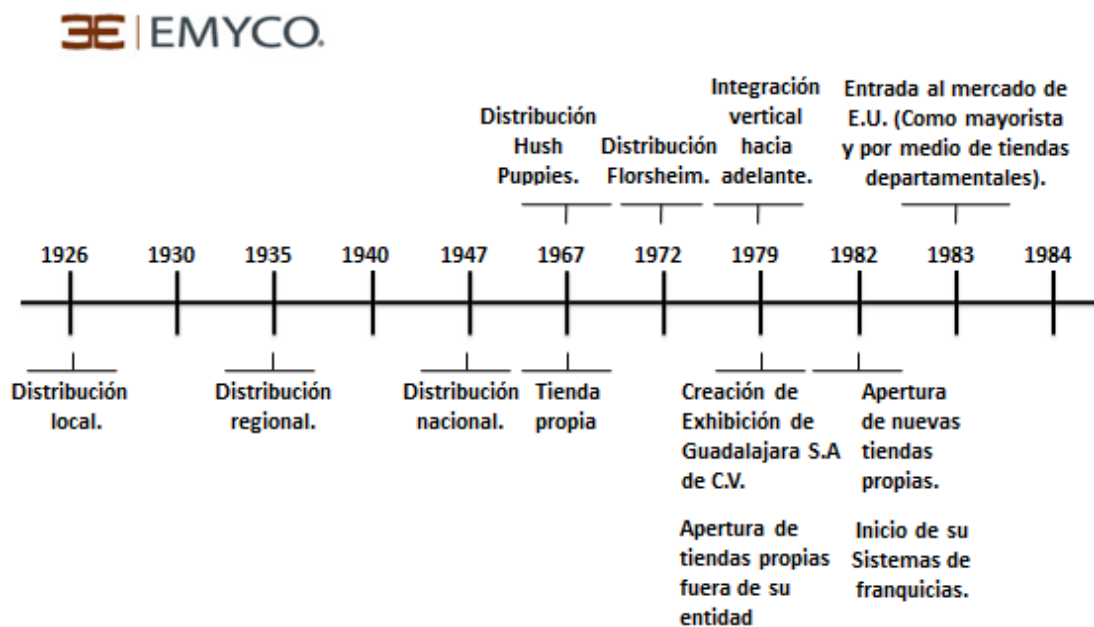 EMYCO.
Distribución
Hush
Puppies.
Distribución
Florsheim.
Integración
vertical
hacia
adelante.
Entrada al mercado de
E.U. (Como mayorista
y por medio de tiendas
departamentales).
1926 1930 1935 1940 1947 1967 1972 1979 1982 1983 1984
Distribución
local.
Distribución
regional.
Distribución
nacional.
Tienda
propia
Creación de
Exhibición de
Guadalajara S.A
de C.V.
Apertura de
tiendas propias
fuera de su
entidad
Apertura
de nuevas
tiendas
propias.
Inicio de su
Sistemas de
franquicias.